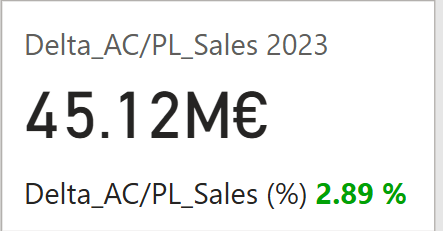 Delta_AC/PL_Sales 2023
45.12M€
Delta_AC/PL_Sales (%) 2.89 %